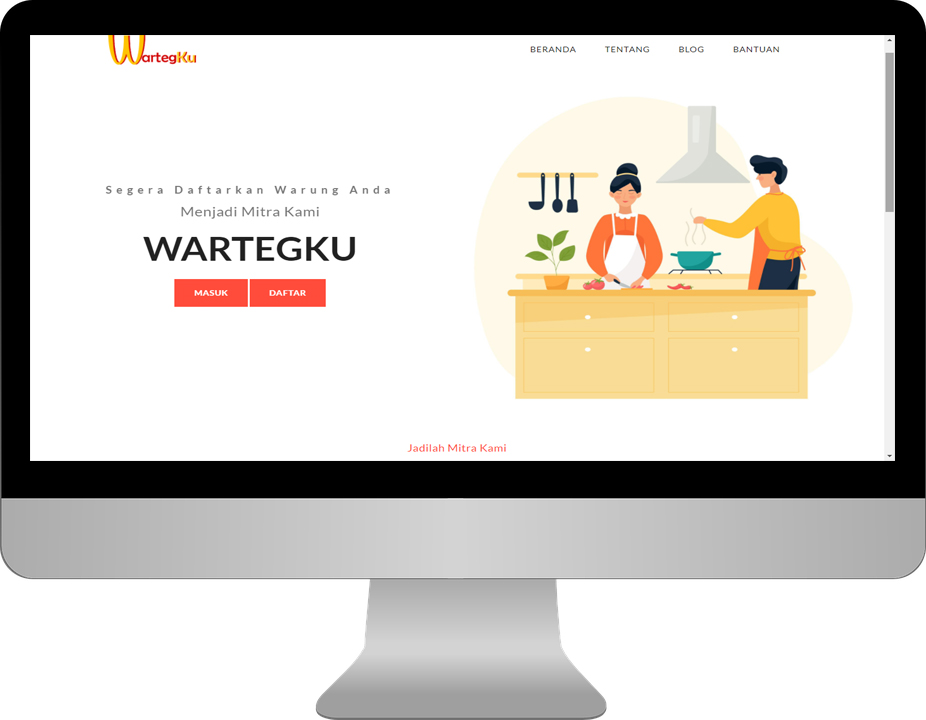 WartegKu
BERANDA TENTANG BLOG BANTUAN
Segera Daftarkan Warung Anda
Menjadi Mitra Kami
WARTEGKU
MASUK DAFTAR
Jadilah Mitra Kami